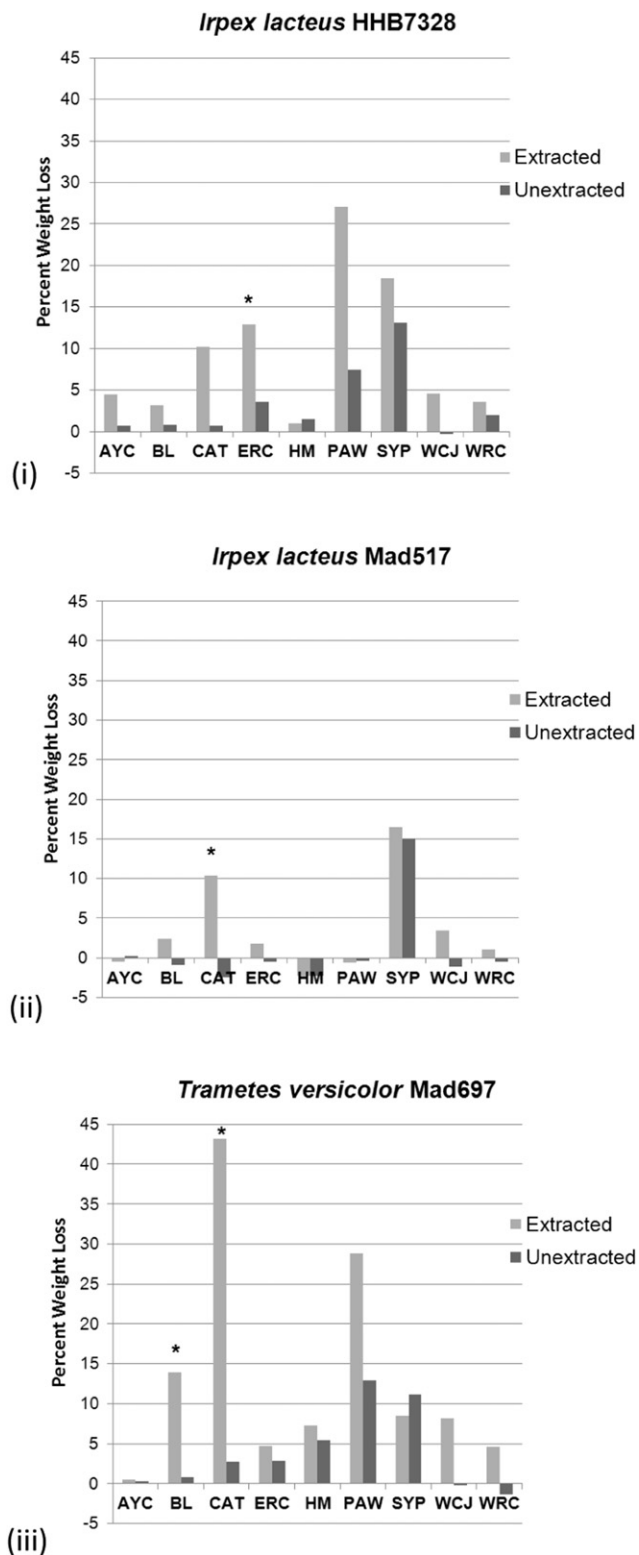 Irpex lacteus HHB7328
45
40
35
30
25
20
15
10
5
0
-5
Percent Weight Loss
Extracted
Unextracted
*
AYC BL CAT ERC HM PAW SYP WCJ WRC
(i)
Irpex lacteus Mad517
45
40
35
30
25
20
15
10
5
0
-5
Percent Weight Loss
Extracted
Unextracted
*
AYC BL CAT ERC HM PAW SYP WCJ WRC
(ii)
Trametes versicolor Mad697
45
40
35
30
25
20
15
10
5
0
-5
Percent Weight Loss
Extracted
Unextracted
*
*
AYC BL CAT ERC HM PAW SYP WCJ WRC
(iii)